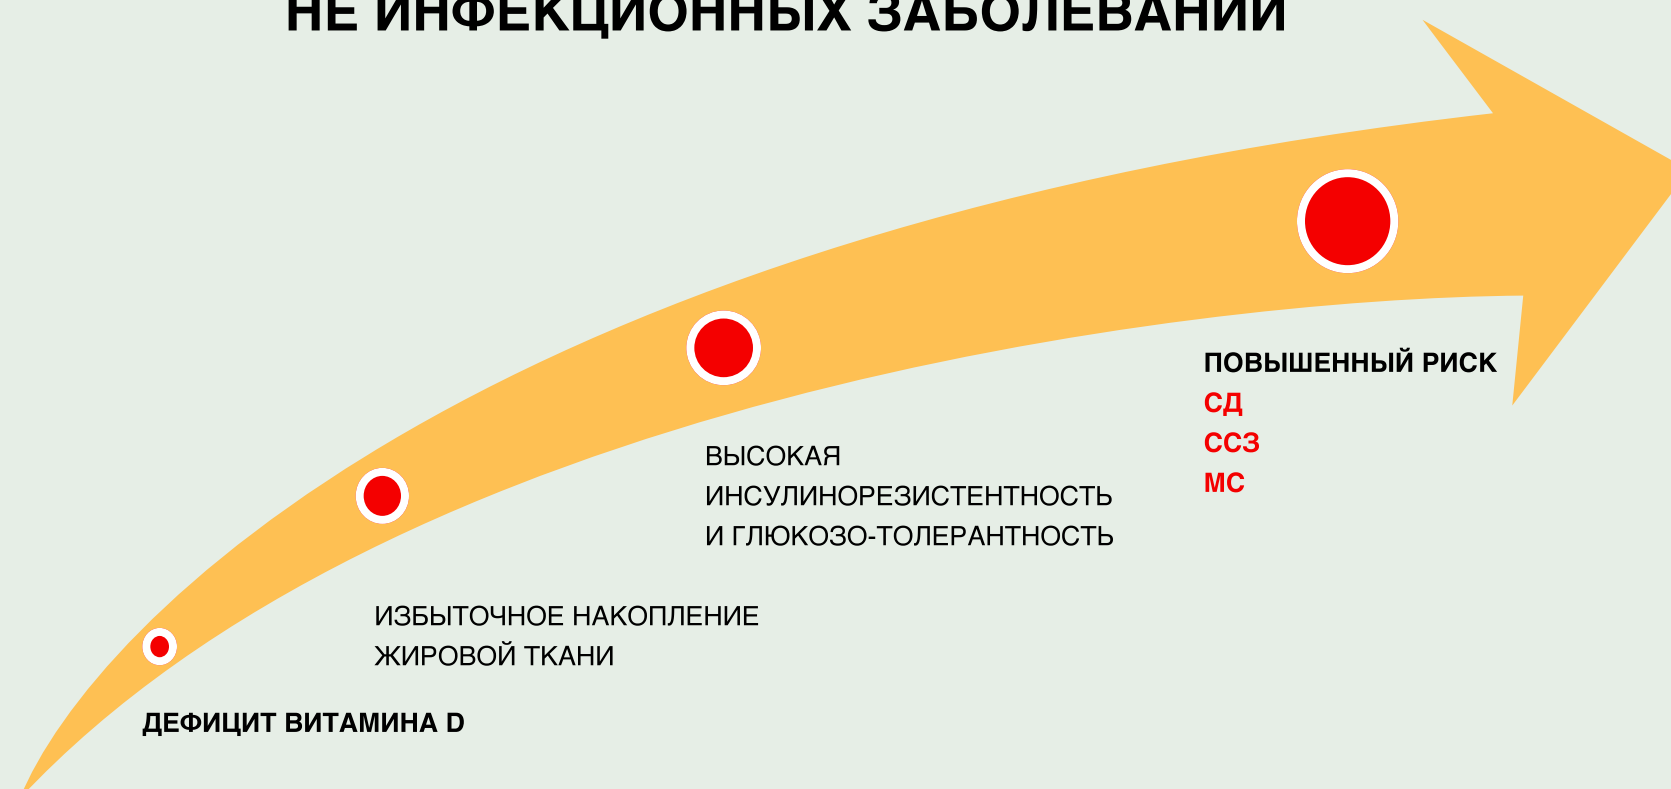 НЕ ИНФЕКЦИОННЫХ ЗАБОЛЕВАНИЙ
ПОВЫШЕННЫЙ РИСК
СД
ССЗ
МС
ВЫСОКАЯ
ИНСУЛИНОРЕЗИСТЕНТНОСТЬ
И ГЛЮКОЗО-ТОЛЕРАНТНОСТЬ
ИЗБЫТОЧНОЕ НАКОПЛЕНИЕ
ЖИРОВОЙ ТКАНИ
ДЕФИЦИТ ВИТАМИНА D